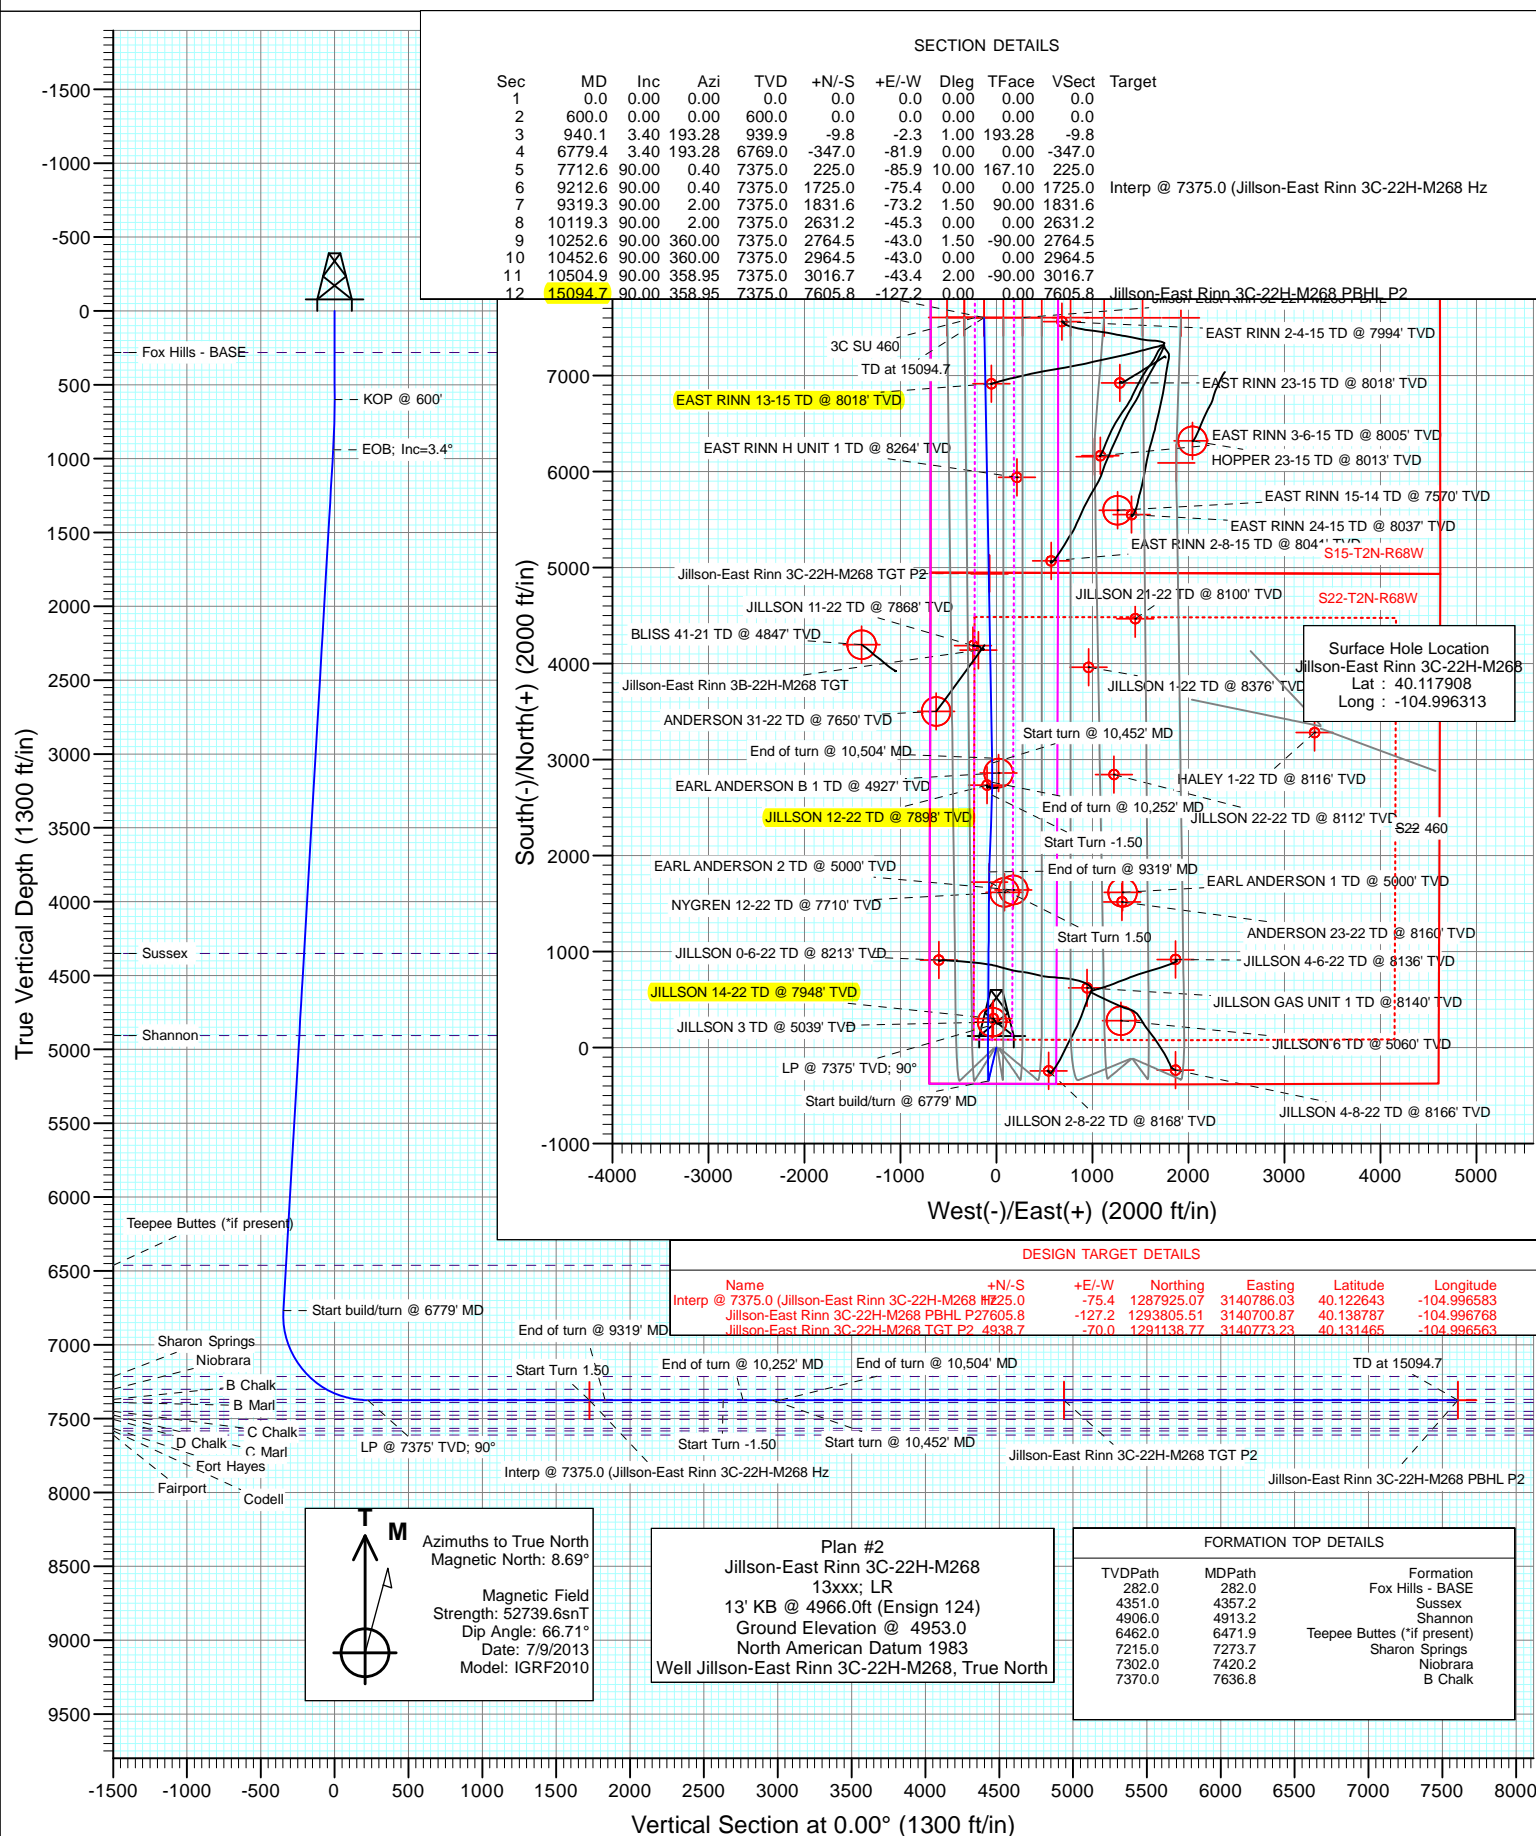 SECTION DETAILS
Sec MD Inc Azi TVD +N/-S +E/-W Dleg TFace VSect Target
1 0.0 0.00 0.00 0.0 0.0 0.0 0.00 0.00 0.0
2 600.0 0.00 0.00 600.0 0.0 0.0 0.00 0.00 0.0
3 940.1 3.40 193.28 939.9 -9.8 -2.3 1.00 193.28 -9.8
4 6779.4 3.40 193.28 6769.0 -347.0 -81.9 0.00 0.00 -347.0
5 7712.6 90.00 0.40 7375.0 225.0 -85.9 10.00 167.10 225.0
6 9212.6 90.00 0.40 7375.0 1725.0 -75.4 0.00 0.00 1725.0 Interp @ 7375.0 (Jillson-East Rinn 3C-22H-M268 Hz
7 9319.3 90.00 2.00 7375.0 1831.6 -73.2 1.50 90.00 1831.6
8 10119.3 90.00 2.00 7375.0 2631.2 -45.3 0.00 0.00 2631.2
9 10252.6 90.00 360.00 7375.0 2764.5 -43.0 1.50 -90.00 2764.5
10 10452.6 90.00 360.00 7375.0 2964.5 -43.0 0.00 0.00 2964.5
11 10504.9 90.00 358.95 7375.0 3016.7 -43.4 2.00 -90.00 3016.7
12 15094.7 90.00 358.95 7375.0 7605.8 -127.2 0.00 0.00 7605.8 Jillson-East Rinn 3C-22H-M268 PBHL P2
True Vertical Depth (1300 ft/in)
-1500
-1000
-500
0
500
1000
1500
2000
2500
3000
3500
4000
4500
5000
5500
6000
6500
7000
7500
8000
8500
9000
9500
Fox Hills - BASE
KOP @ 600'
EOB; Inc=3.4°
Sussex
Shannon
Teepee Buttes (*if present)
Start build/turn @ 6779' MD
Sharon Springs
Niobrara
B Chalk
B Marl
C Chalk
D Chalk
C Marl
Fort Hayes
Fairport
Codell
LP @ 7375' TVD; 90°
End of turn @ 9319' MD
Start Turn 1.50
End of turn @ 10,252' MD
End of turn @ 10,504' MD
TD at 15094.7
Start Turn -1.50
Start turn @ 10,452' MD
Interp @ 7375.0 (Jillson-East Rinn 3C-22H-M268 Hz
Jillson-East Rinn 3C-22H-M268 TGT P2
Jillson-East Rinn 3C-22H-M268 PBHL P2
-1500 -1000 -500 0 500 1000 1500 2000 2500 3000 3500 4000 4500 5000 5500 6000 6500 7000 7500 8000
Vertical Section at 0.00° (1300 ft/in)
South(-)/North(+) (2000 ft/in)
7000
6000
5000
4000
3000
2000
1000
0
-1000
-4000 -3000 -2000 -1000 0 1000 2000 3000 4000 5000
West(-)/East(+) (2000 ft/in)
3C SU 460
TD at 15094.7
EAST RINN 2-4-15 TD @ 7994' TVD
EAST RINN 13-15 TD @ 8018' TVD
EAST RINN 23-15 TD @ 8018' TVD
EAST RINN H UNIT 1 TD @ 8264' TVD
EAST RINN 3-6-15 TD @ 8005' TVD
HOPPER 23-15 TD @ 8013' TVD
EAST RINN 15-14 TD @ 7570' TVD
EAST RINN 24-15 TD @ 8037' TVD
EAST RINN 2-8-15 TD @ 8041' TVD
S15-T2N-R68W
Jillson-East Rinn 3C-22H-M268 TGT P2
JILLSON 21-22 TD @ 8100' TVD
S22-T2N-R68W
JILLSON 11-22 TD @ 7868' TVD
BLISS 41-21 TD @ 4847' TVD
Surface Hole Location
Jillson-East Rinn 3C-22H-M268
Lat : 40.117908
Long : -104.996313
Jillson-East Rinn 3B-22H-M268 TGT
JILLSON 1-22 TD @ 8376' TVD
ANDERSON 31-22 TD @ 7650' TVD
Start turn @ 10,452' MD
End of turn @ 10,504' MD
HALEY 1-22 TD @ 8116' TVD
EARL ANDERSON B 1 TD @ 4927' TVD
End of turn @ 10,252' MD
JILLSON 12-22 TD @ 7898' TVD
JILLSON 22-22 TD @ 8112' TVD
S22 460
Start Turn -1.50
EARL ANDERSON 2 TD @ 5000' TVD
End of turn @ 9319' MD
EARL ANDERSON 1 TD @ 5000' TVD
NYGREN 12-22 TD @ 7710' TVD
Start Turn 1.50
ANDERSON 23-22 TD @ 8160' TVD
JILLSON 0-6-22 TD @ 8213' TVD
JILLSON 4-6-22 TD @ 8136' TVD
JILLSON 14-22 TD @ 7948' TVD
JILLSON GAS UNIT 1 TD @ 8140' TVD
JILLSON 3 TD @ 5039' TVD
JILLSON 6 TD @ 5060' TVD
LP @ 7375' TVD; 90°
Start build/turn @ 6779' MD
JILLSON 2-8-22 TD @ 8168' TVD
JILLSON 4-8-22 TD @ 8166' TVD
DESIGN TARGET DETAILS
Name +N/-S +E/-W Northing Easting Latitude Longitude
Interp @ 7375.0 (Jillson-East Rinn 3C-22H-M268 Hz 1725.0 -75.4 1287925.07 3140786.03 40.122643 -104.996583
Jillson-East Rinn 3C-22H-M268 PBHL P2 7605.8 -127.2 1293805.51 3140700.87 40.138787 -104.996768
Jillson-East Rinn 3C-22H-M268 TGT P2 4938.7 -70.0 1291138.77 3140773.23 40.131465 -104.996563
T
M
Azimuths to True North
Magnetic North: 8.69°
Magnetic Field
Strength: 52739.6snT
Dip Angle: 66.71°
Date: 7/9/2013
Model: IGRF2010
Plan #2
Jillson-East Rinn 3C-22H-M268
13xxx; LR
13' KB @ 4966.0ft (Ensign 124)
Ground Elevation @ 4953.0
North American Datum 1983
Well Jillson-East Rinn 3C-22H-M268, True North
FORMATION TOP DETAILS
TVDPath MDPath Formation
282.0 282.0 Fox Hills - BASE
4351.0 4357.2 Sussex
4906.0 4913.2 Shannon
6462.0 6471.9 Teepee Buttes (*if present)
7215.0 7273.7 Sharon Springs
7302.0 7420.2 Niobrara
7370.0 7636.8 B Chalk